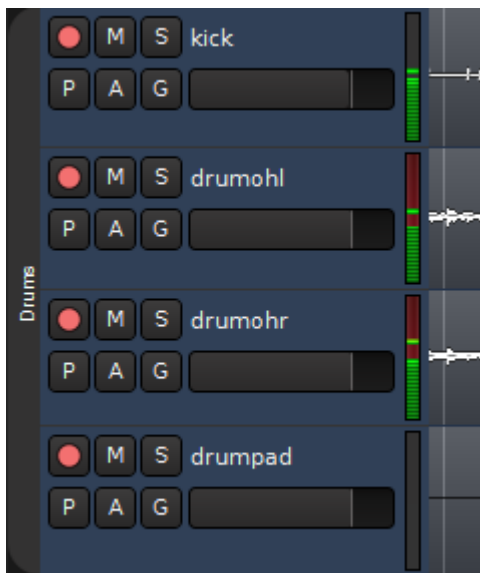 Drums
M S kick
P A G
M S drumohl
P A G
M S drumohr
P A G
M S drumpad
P A G